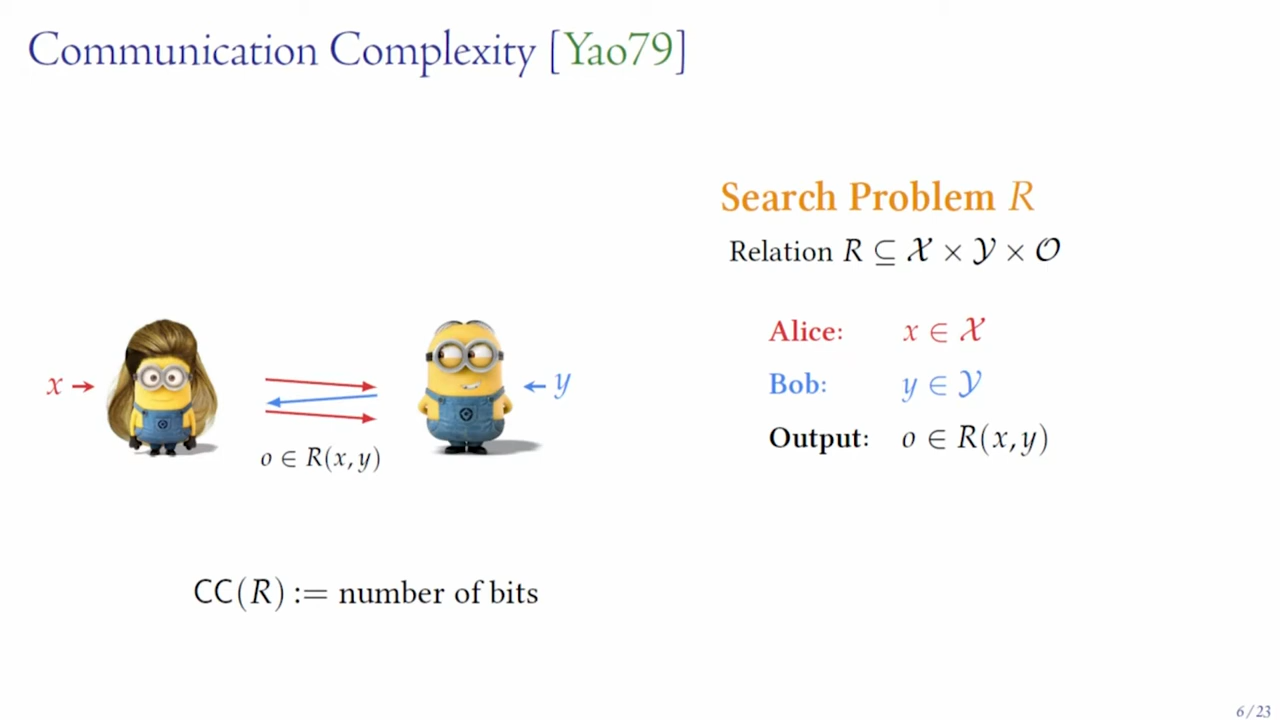 Communication Complexity [Yao79]
Search Problem R
Relation R ⊆ 𝒳 × 𝒴 × 𝒪
Alice: x ∈ 𝒳
Bob: y ∈ 𝒴
Output: o ∈ R(x, y)
x → ← y
o ∈ R(x, y)
CC(R) := number of bits
6 / 23